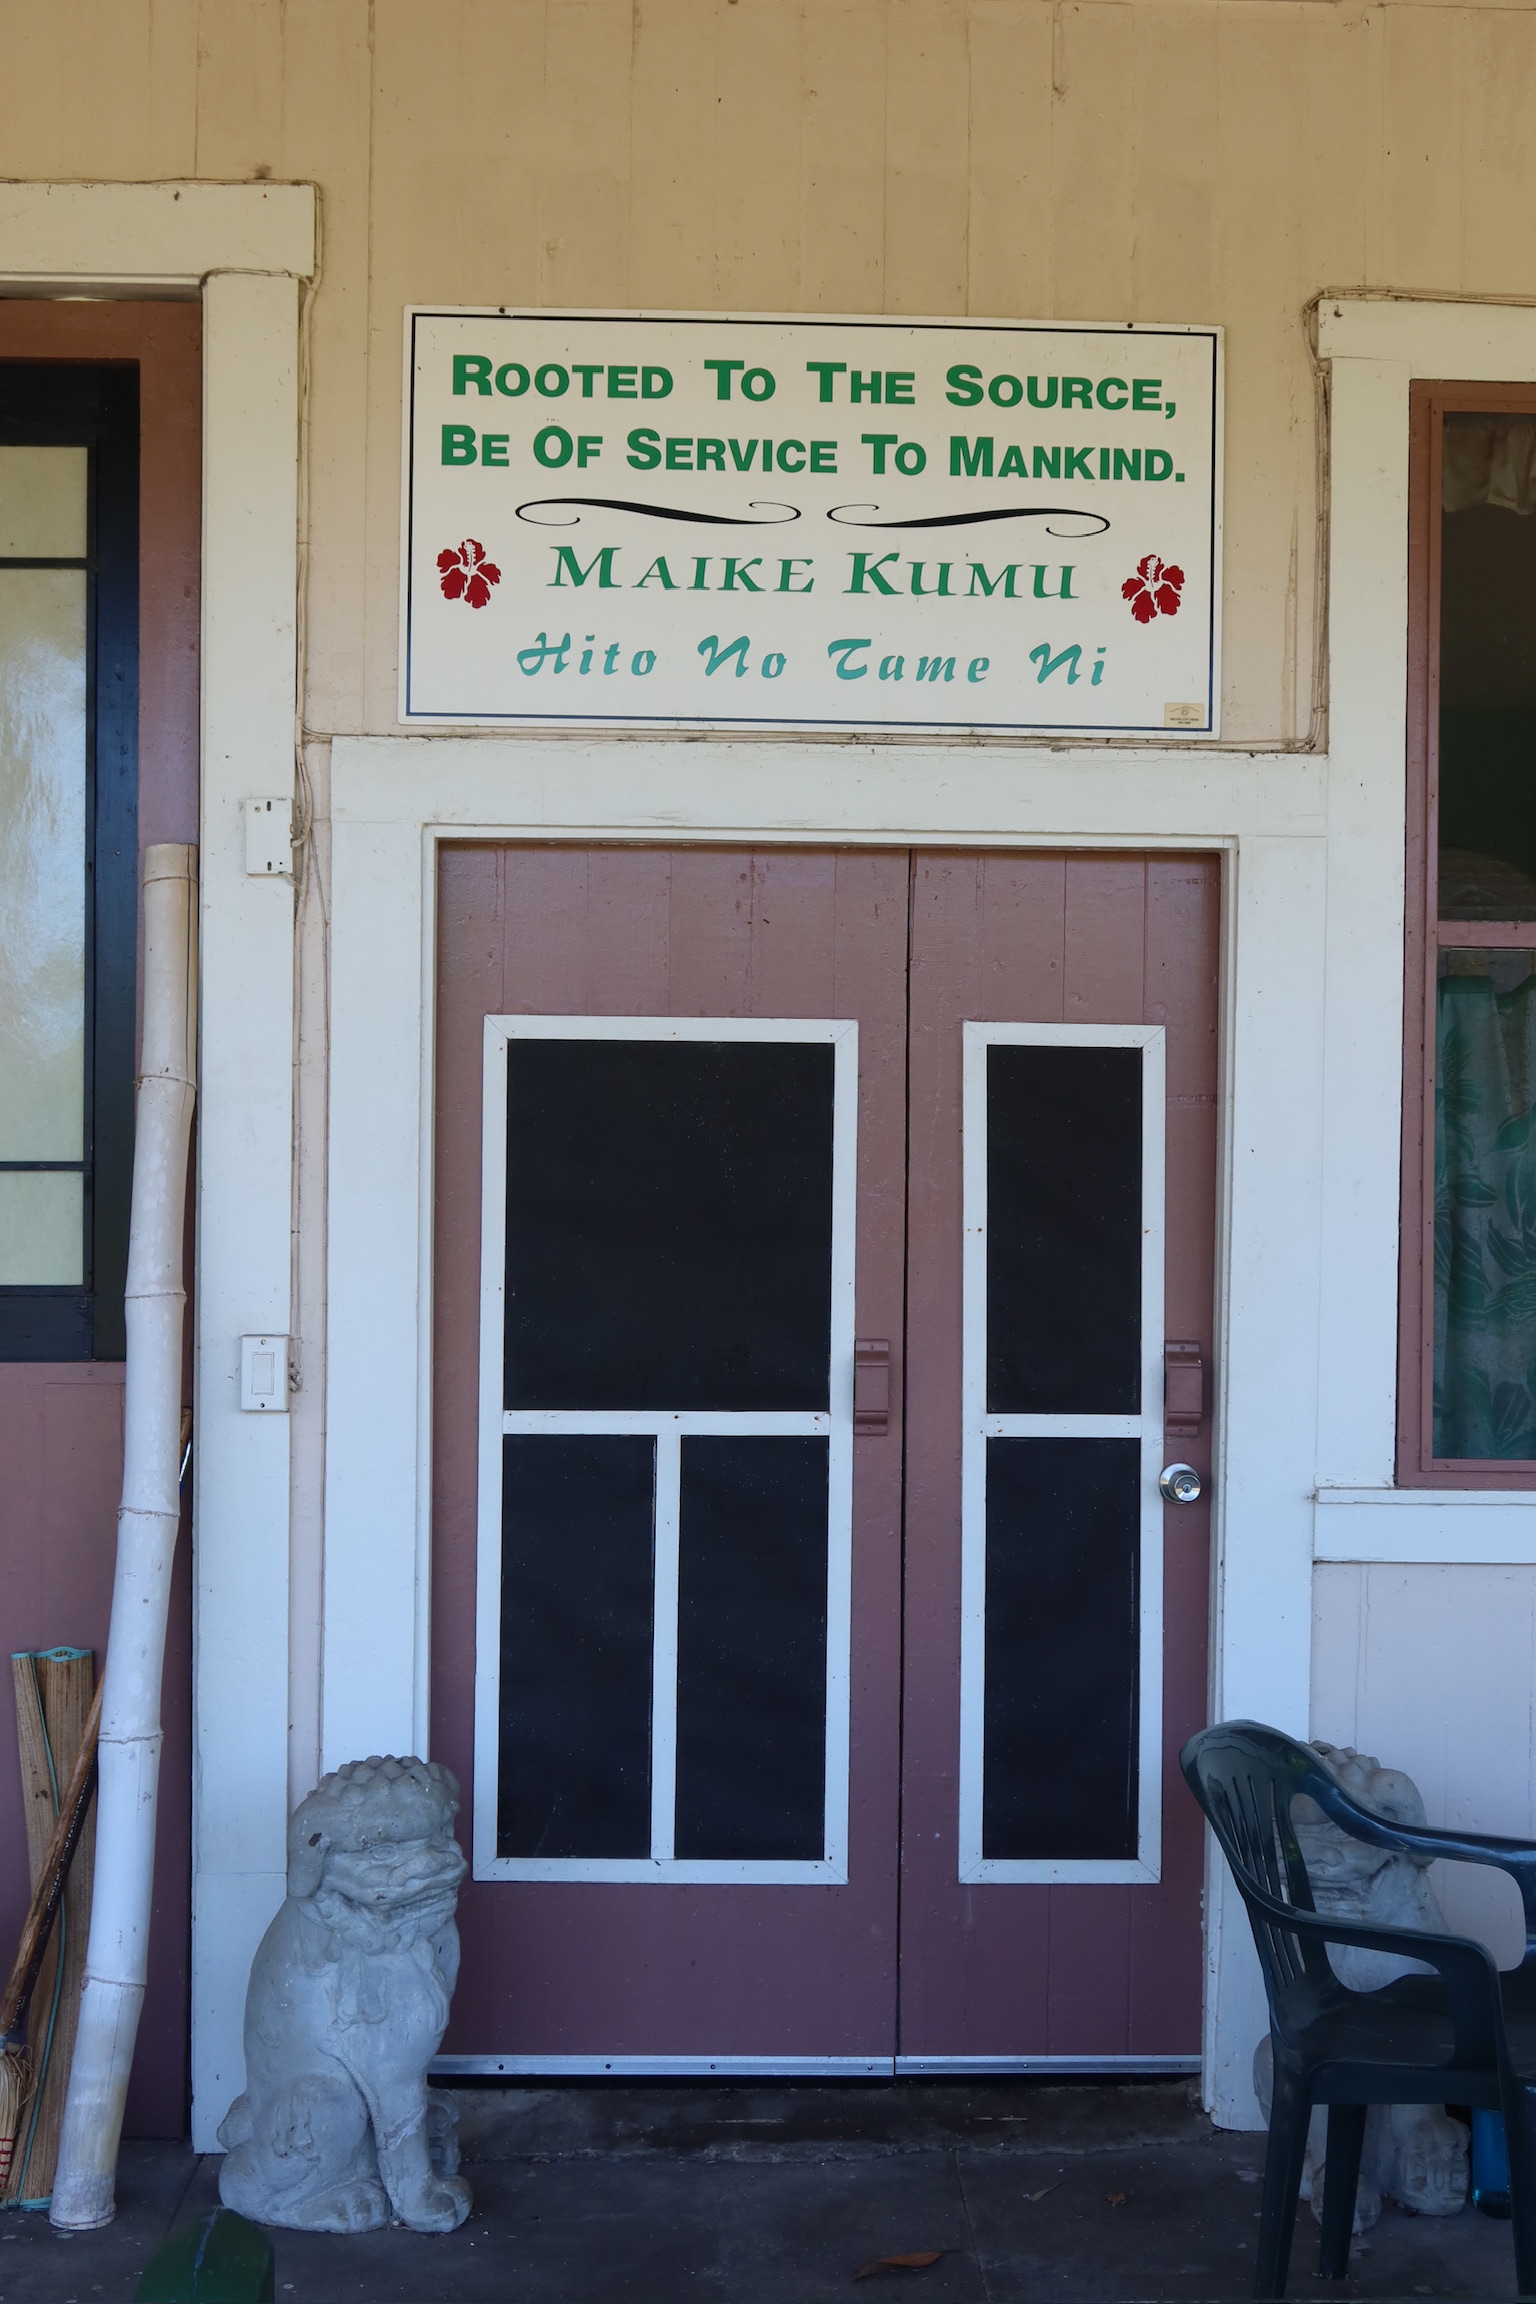 ROOTED TO THE SOURCE,
BE OF SERVICE TO MANKIND.
MAIKE KUMU
Hito No Tame Ni